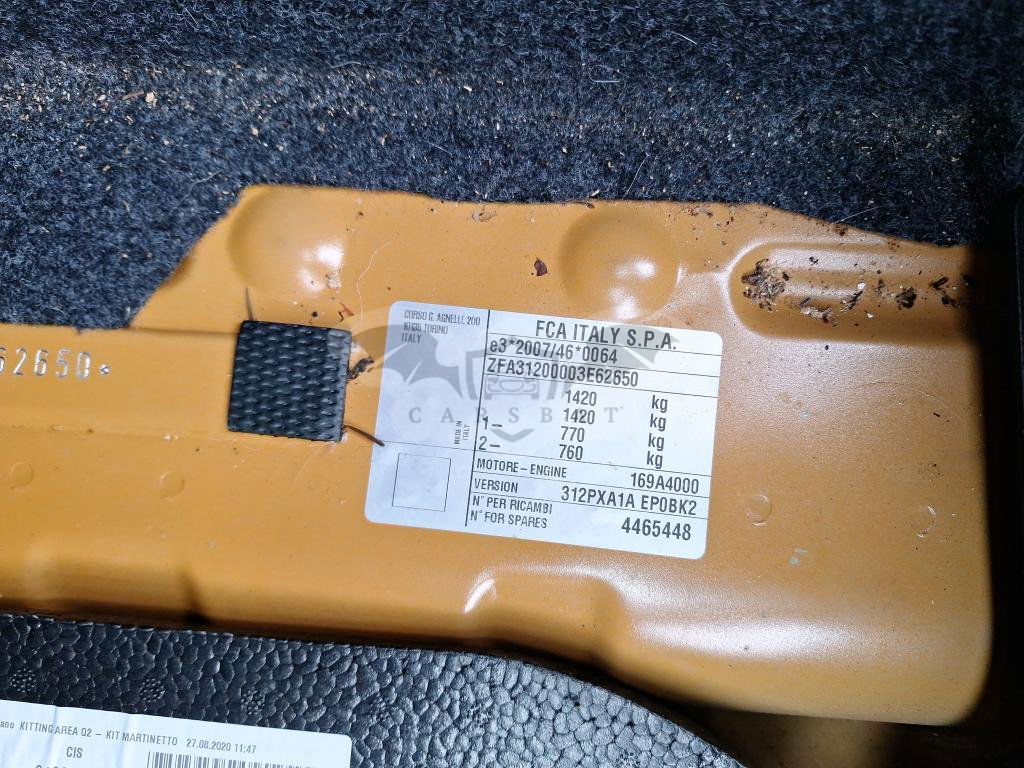 62650*
CORSO G. AGNELLI, 200
10135 TORINO
ITALY
MADE IN
ITALY
FCA ITALY S.P.A.
e3*2007/46*0064
ZFA31200003E62650
1420 kg
1420 kg
1– 770 kg
2– 760 kg
MOTORE – ENGINE 169A4000
VERSION 312PXA1A EP0BK2
N° PER RICAMBI
N° FOR SPARES 4465448
CARSBAT
KITTING AREA 02 – KIT MARTINETTO 27.08.2020 11:47
CIS